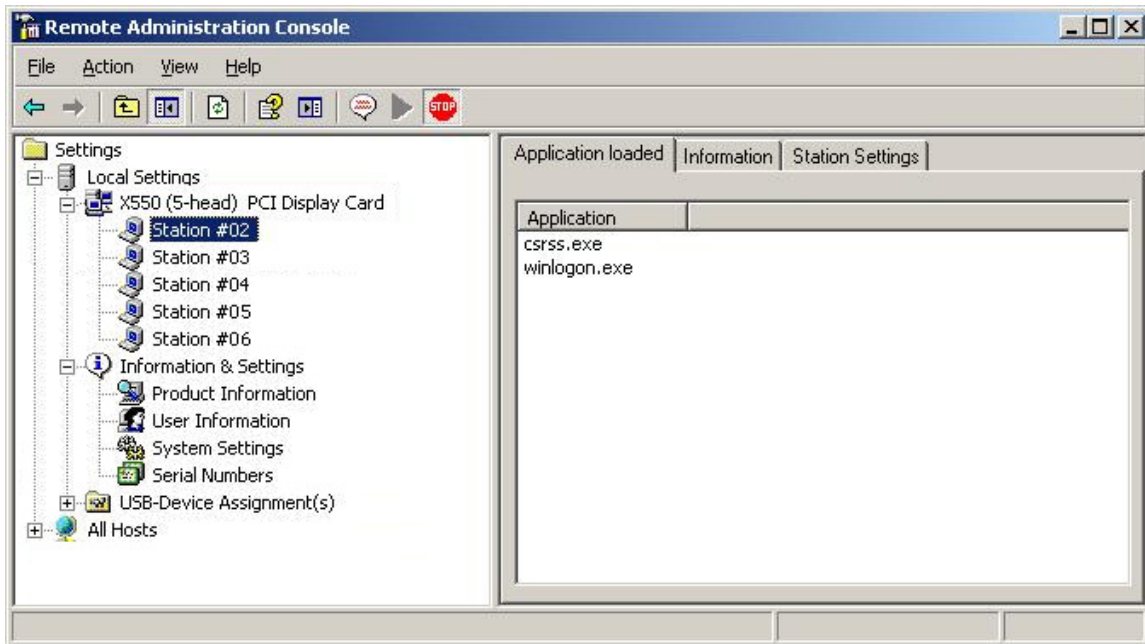 Remote Administration Console
File Action View Help
STOP
Settings
Local Settings
X550 (5-head) PCI Display Card
Station #02
Station #03
Station #04
Station #05
Station #06
Information & Settings
Product Information
User Information
System Settings
Serial Numbers
USB-Device Assignment(s)
All Hosts
Application loaded Information Station Settings
Application
csrss.exe
winlogon.exe